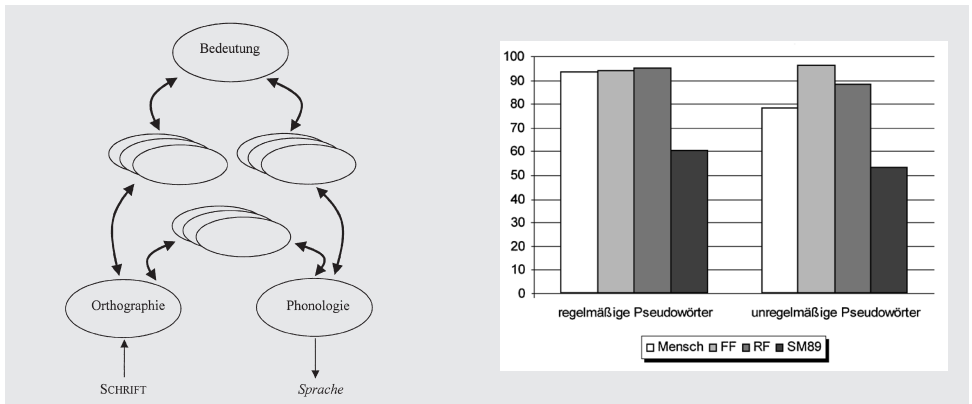 Bedeutung
Orthographie
Phonologie
SCHRIFT
Sprache
100
90
80
70
60
50
40
30
20
10
0
regelmäßige Pseudowörter
unregelmäßige Pseudowörter
Mensch FF RF SM89